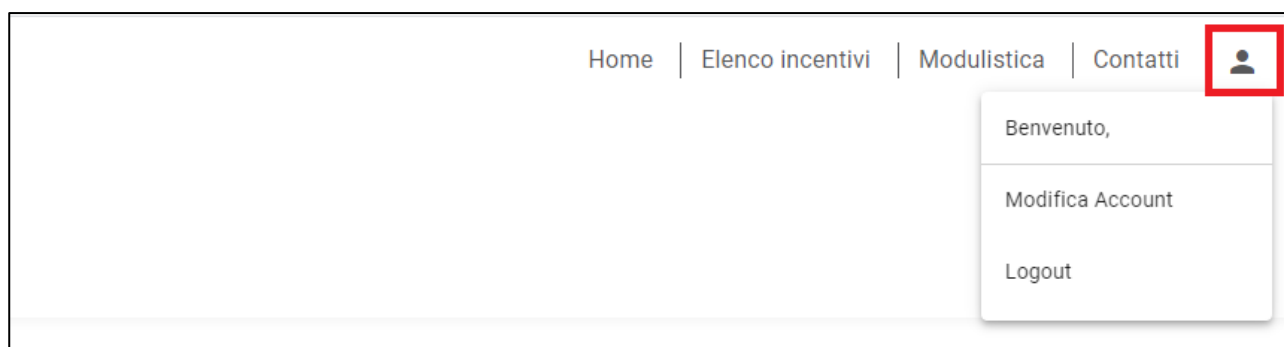 Home Elenco incentivi Modulistica Contatti
Benvenuto,
Modifica Account
Logout